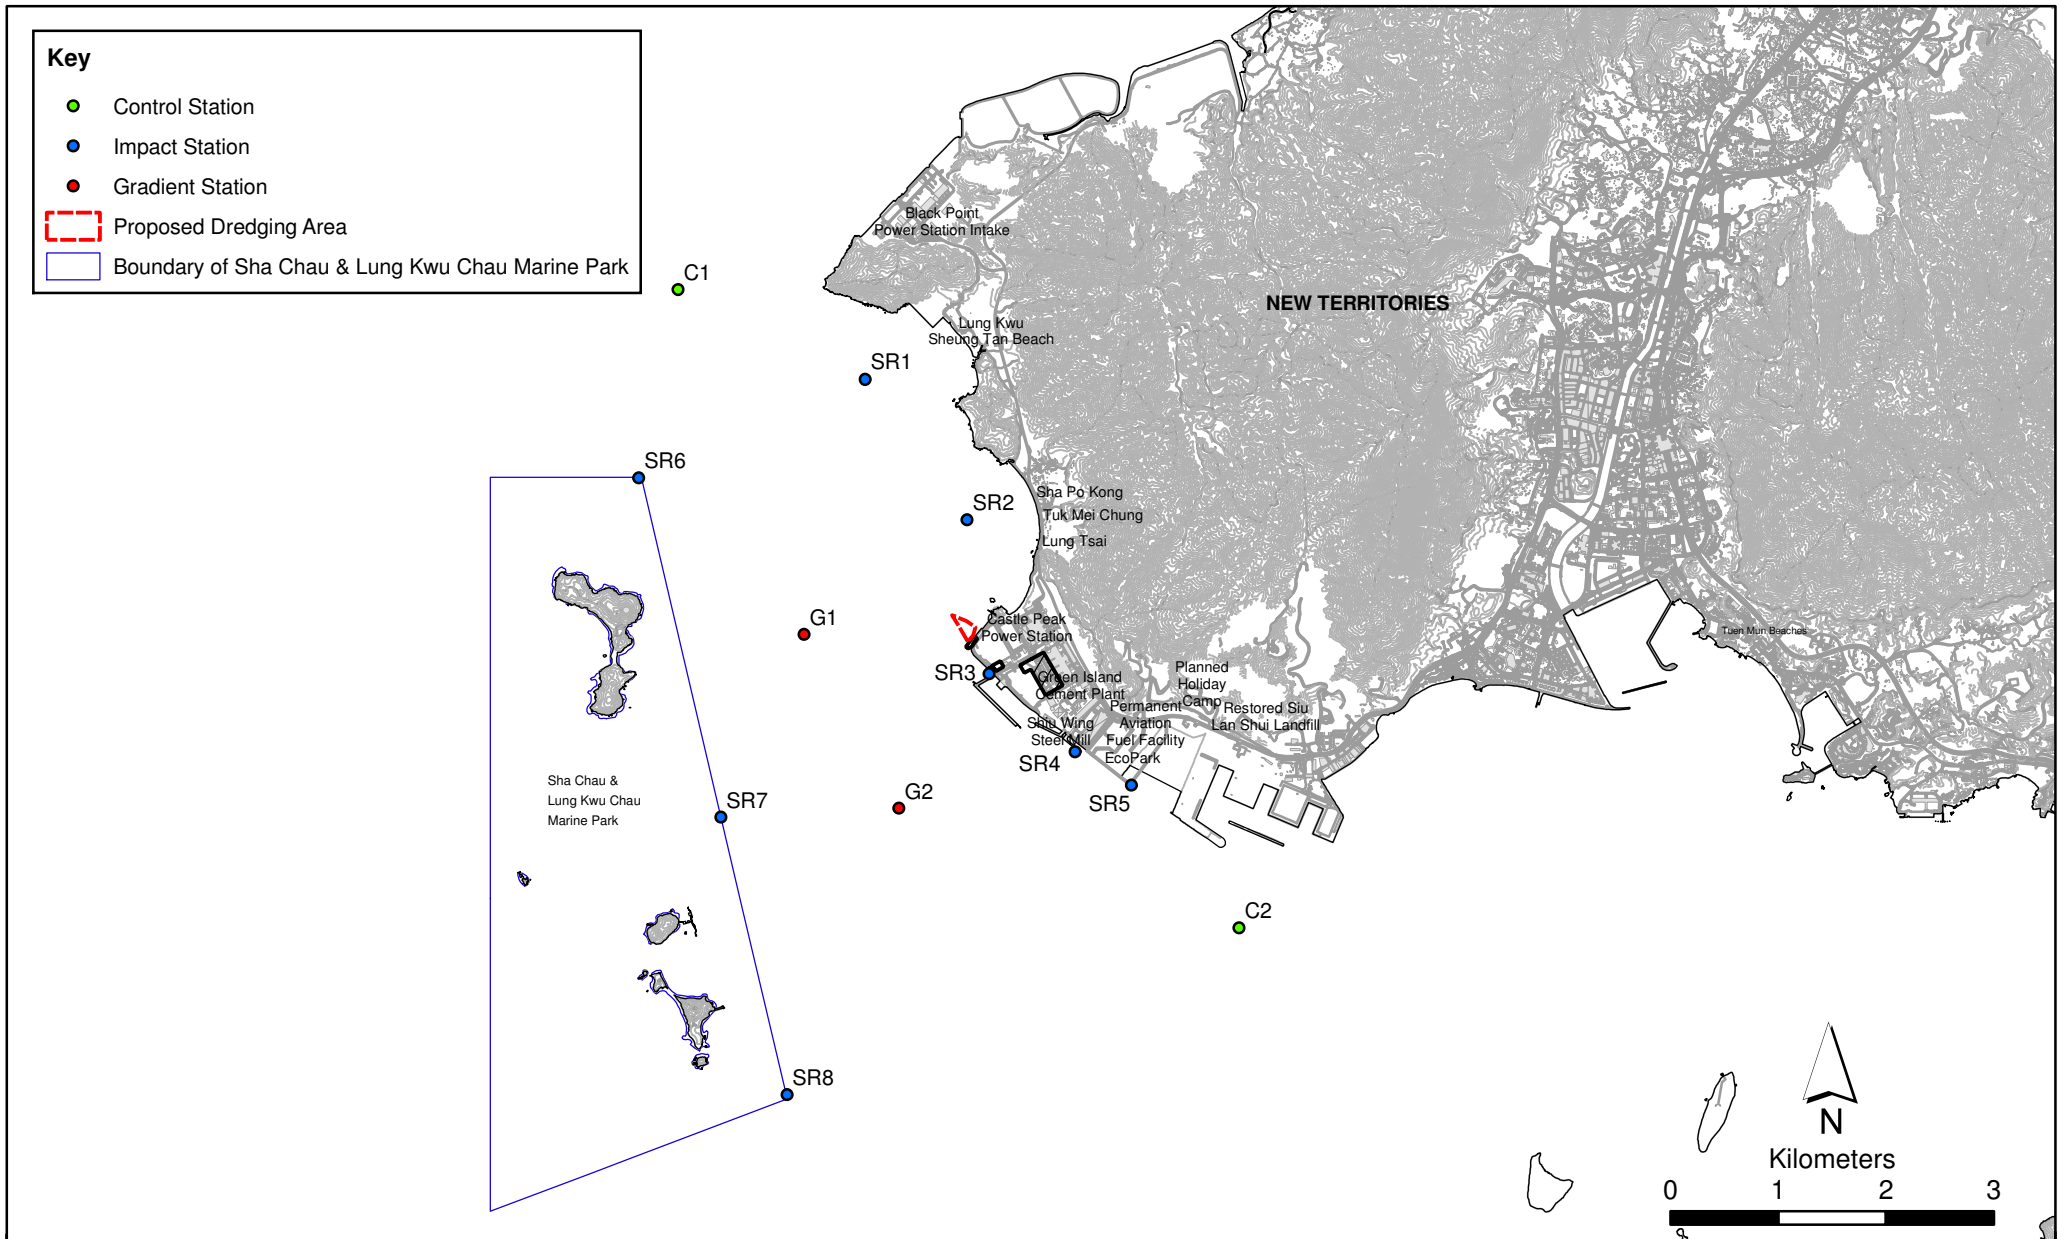 Key
Control Station
Impact Station
Gradient Station
Proposed Dredging Area
Boundary of Sha Chau & Lung Kwu Chau Marine Park
Black Point
Power Station Intake
C1
NEW TERRITORIES
Lung Kwu
Sheung Tan Beach
SR1
SR6
SR2
Sha Po Kong
Tuk Mei Chung
Lung Tsai
G1
Castle Peak
Power Station
Tuen Mun Beaches
SR3
Green Island
Cement Plant
Planned
Holiday
Camp
Permanent
Aviation
Fuel Facility
Restored Siu
Lan Shui Landfill
Shiu Wing
Steel Mill
SR4
EcoPark
SR5
Sha Chau &
Lung Kwu Chau
Marine Park
SR7
G2
C2
SR8
N
Kilometers
0 1 2 3